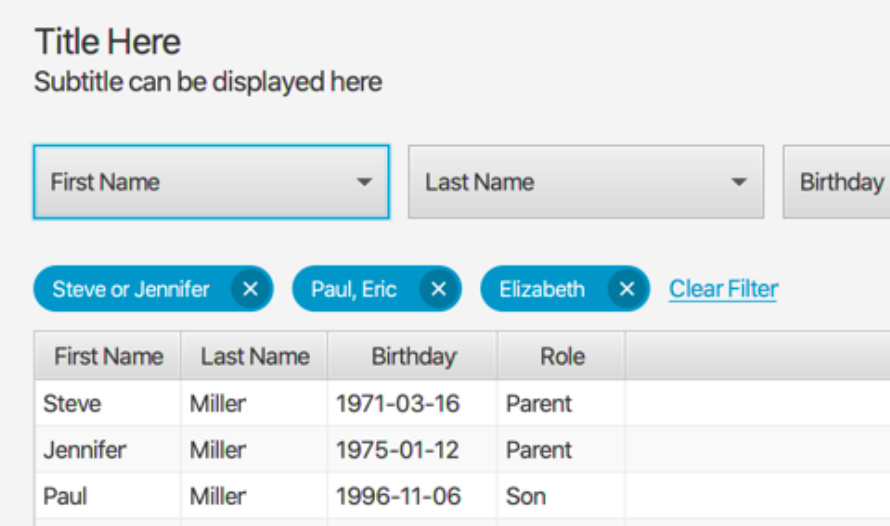 Title Here
Subtitle can be displayed here
First Name Last Name Birthday
Steve or Jennifer Paul, Eric Elizabeth Clear Filter
First Name Last Name Birthday Role
Steve Miller 1971-03-16 Parent
Jennifer Miller 1975-01-12 Parent
Paul Miller 1996-11-06 Son